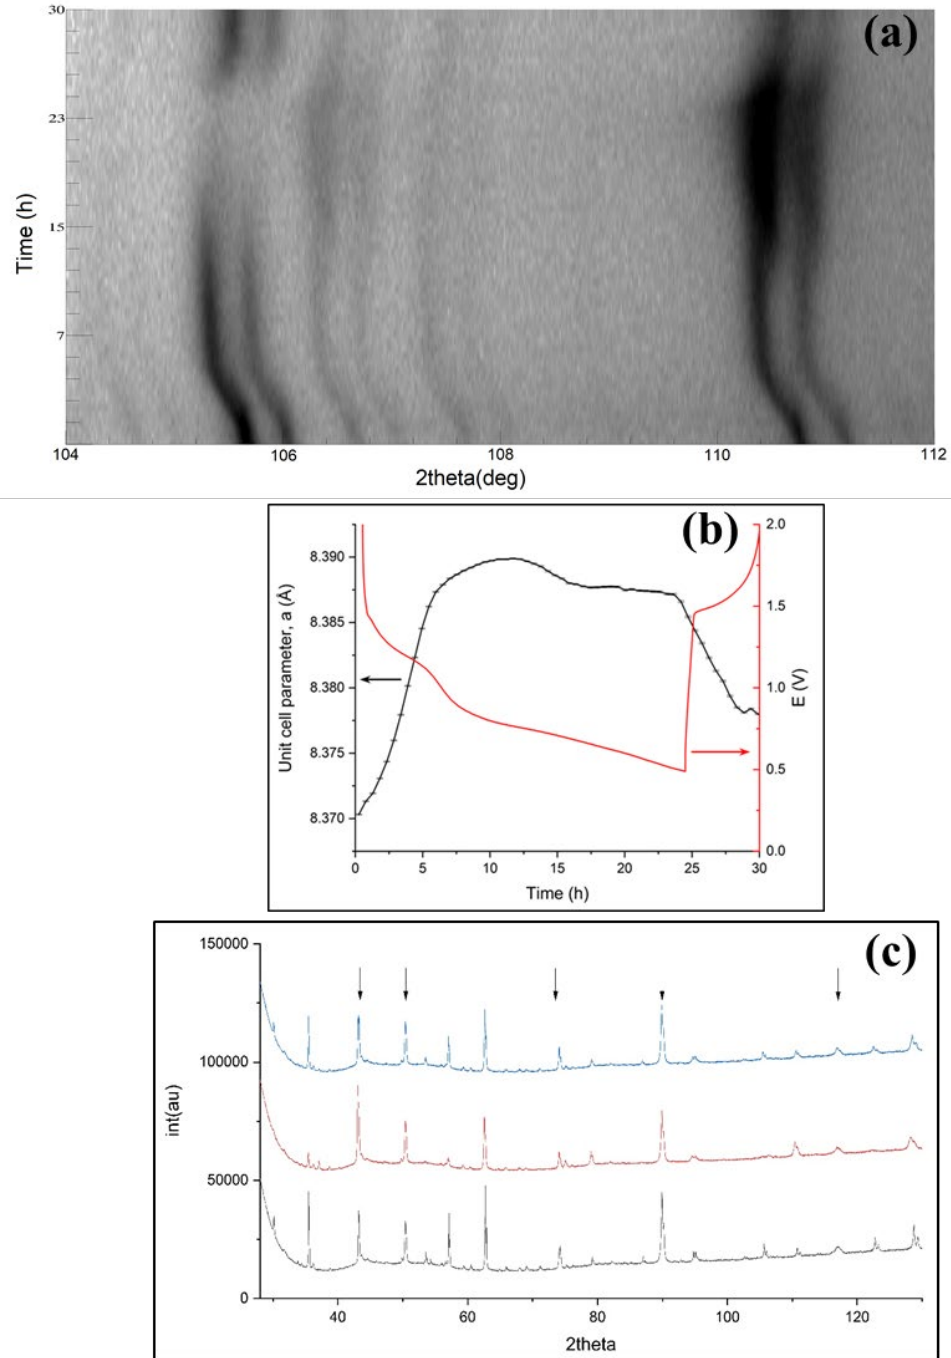 (a)
30
23
15
7
Time (h)
104 106 108 110 112
2theta(deg)
(b)
8.390
8.385
8.380
8.375
8.370
Unit cell parameter, a (Å)
2.0
1.5
1.0
0.5
0.0
E (V)
0 5 10 15 20 25 30
Time (h)
(c)
150000
100000
50000
0
int(au)
40 60 80 100 120
2theta